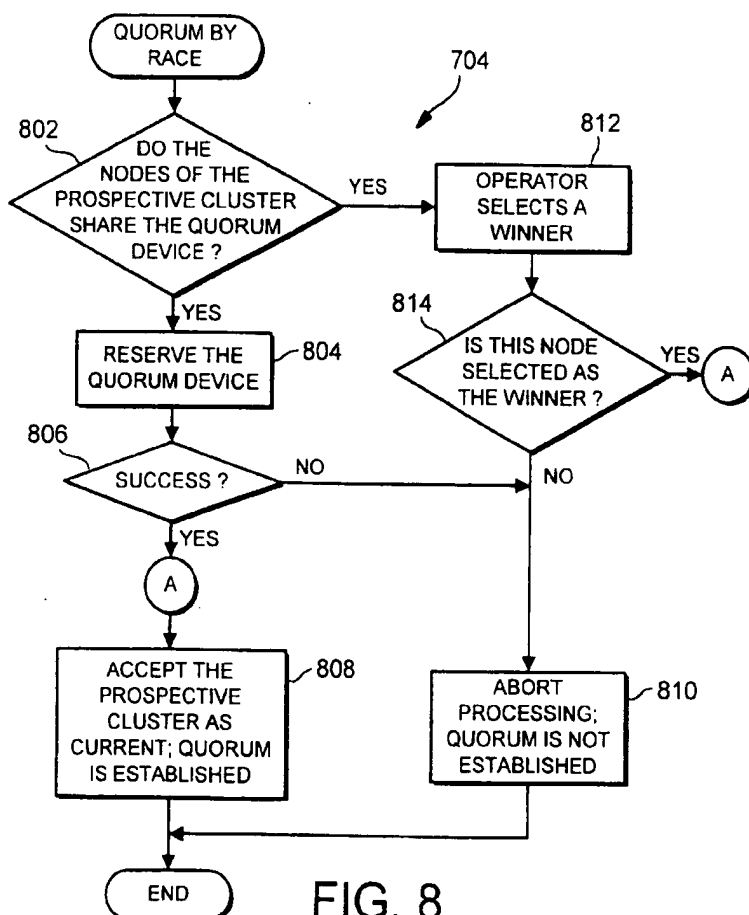 QUORUM BY
RACE
704
802
DO THE
NODES OF THE
PROSPECTIVE CLUSTER
SHARE THE QUORUM
DEVICE ?
YES
812
OPERATOR
SELECTS A
WINNER
YES
RESERVE THE
QUORUM DEVICE
804
814
IS THIS NODE
SELECTED AS
THE WINNER ?
YES
A
806
SUCCESS ?
NO
NO
YES
A
ACCEPT THE
PROSPECTIVE
CLUSTER AS
CURRENT; QUORUM
IS ESTABLISHED
808
ABORT
PROCESSING;
QUORUM IS NOT
ESTABLISHED
810
END
FIG. 8